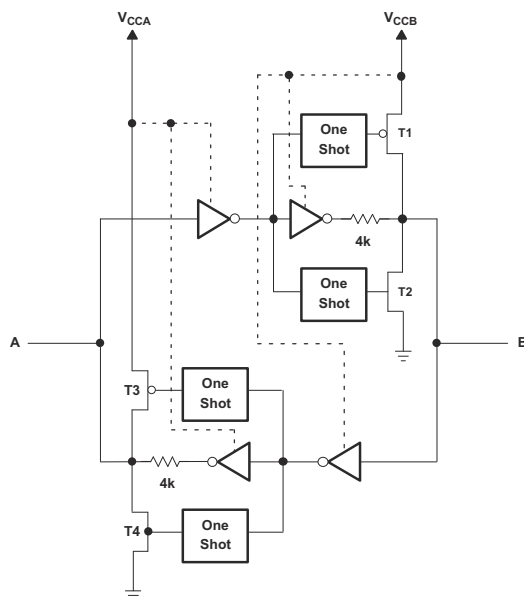 VCCA
VCCB
One
Shot
T1
4k
One
Shot
T2
A
B
T3
One
Shot
4k
T4
One
Shot